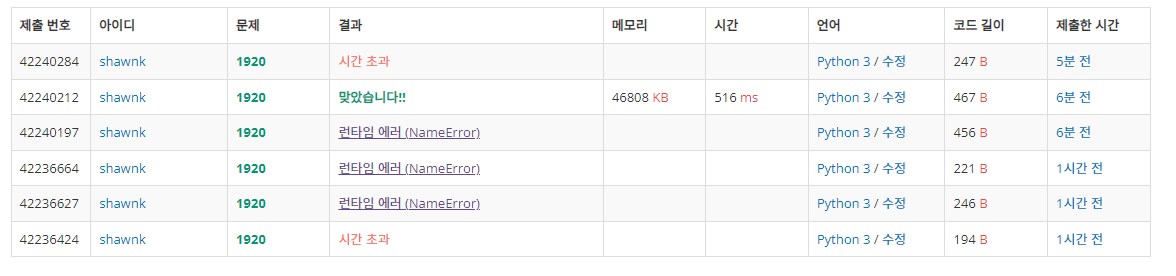 제출 번호 아이디 문제 결과 메모리 시간 언어 코드 길이 제출한 시간
42240284 shawnk 1920 시간 초과 Python 3 / 수정 247 B 5분 전
42240212 shawnk 1920 맞았습니다!! 46808 KB 516 ms Python 3 / 수정 467 B 6분 전
42240197 shawnk 1920 런타임 에러 (NameError) Python 3 / 수정 456 B 6분 전
42236664 shawnk 1920 런타임 에러 (NameError) Python 3 / 수정 221 B 1시간 전
42236627 shawnk 1920 런타임 에러 (NameError) Python 3 / 수정 246 B 1시간 전
42236424 shawnk 1920 시간 초과 Python 3 / 수정 194 B 1시간 전